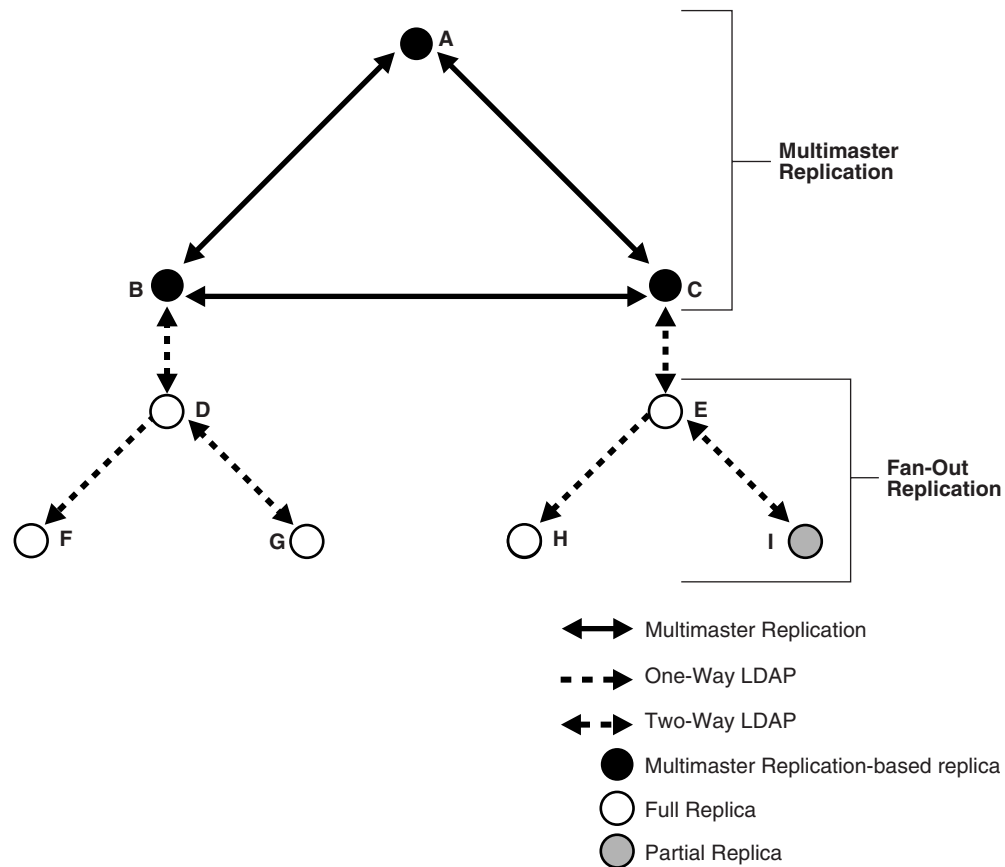 A
Multimaster
Replication
B
C
D
E
Fan-Out
Replication
F
G
H
I
Multimaster Replication
One-Way LDAP
Two-Way LDAP
Multimaster Replication-based replica
Full Replica
Partial Replica